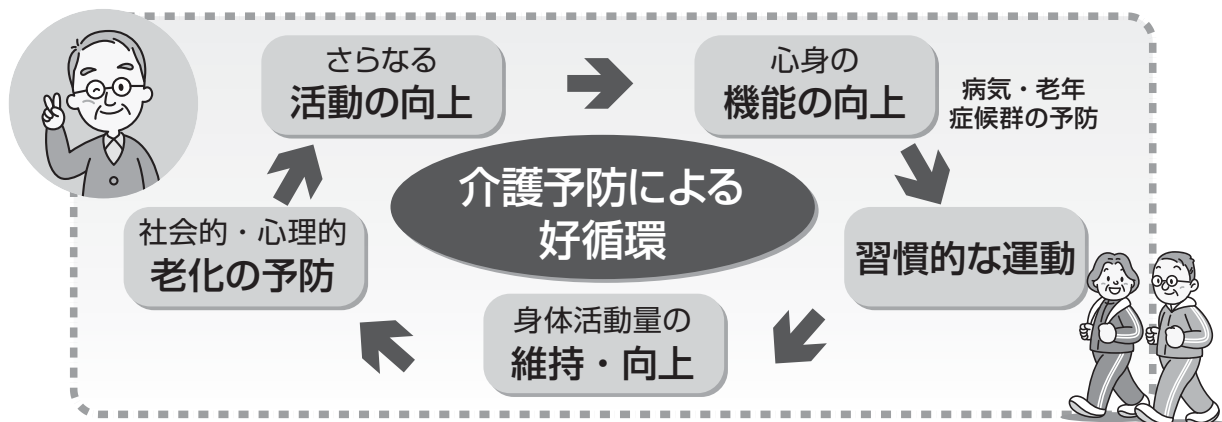 さらなる
活動の向上
心身の
機能の向上
病気・老年
症候群の予防
介護予防による
好循環
社会的・心理的
老化の予防
習慣的な運動
身体活動量の
維持・向上